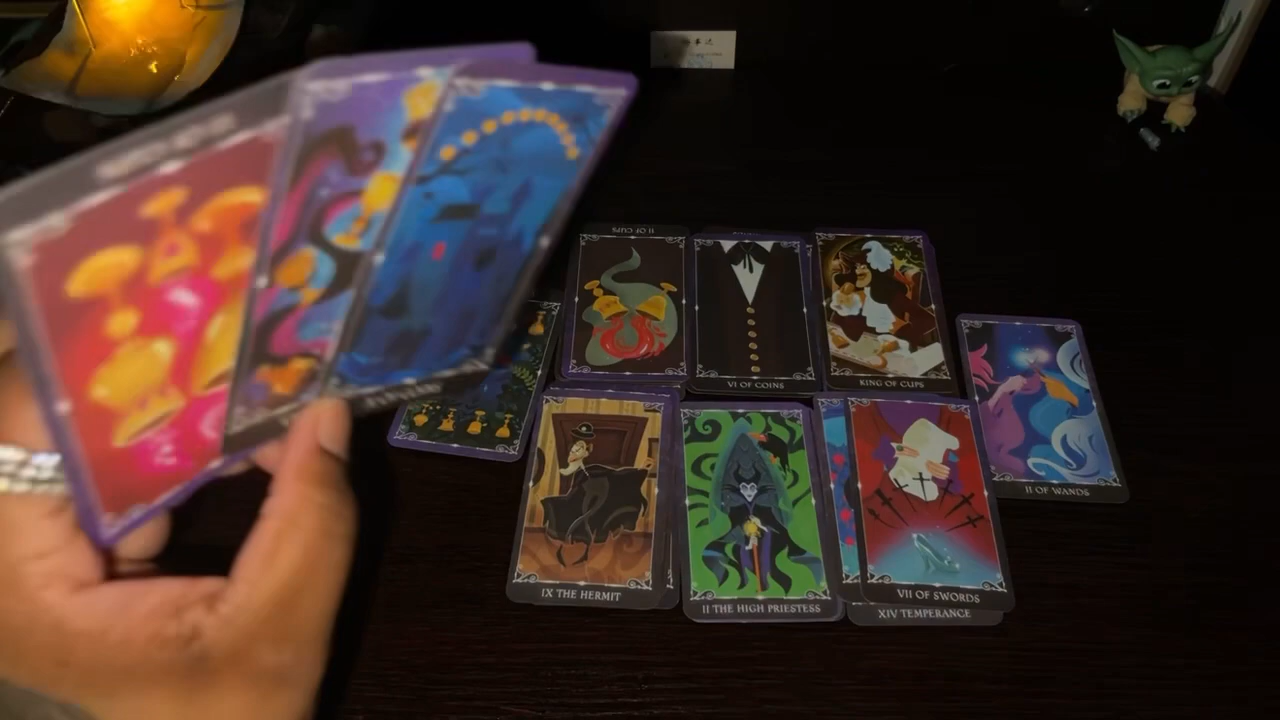 II OF CUPS
VI OF COINS
KING OF CUPS
II OF WANDS
IX THE HERMIT
II THE HIGH PRIESTESS
VII OF SWORDS
XIV TEMPERANCE